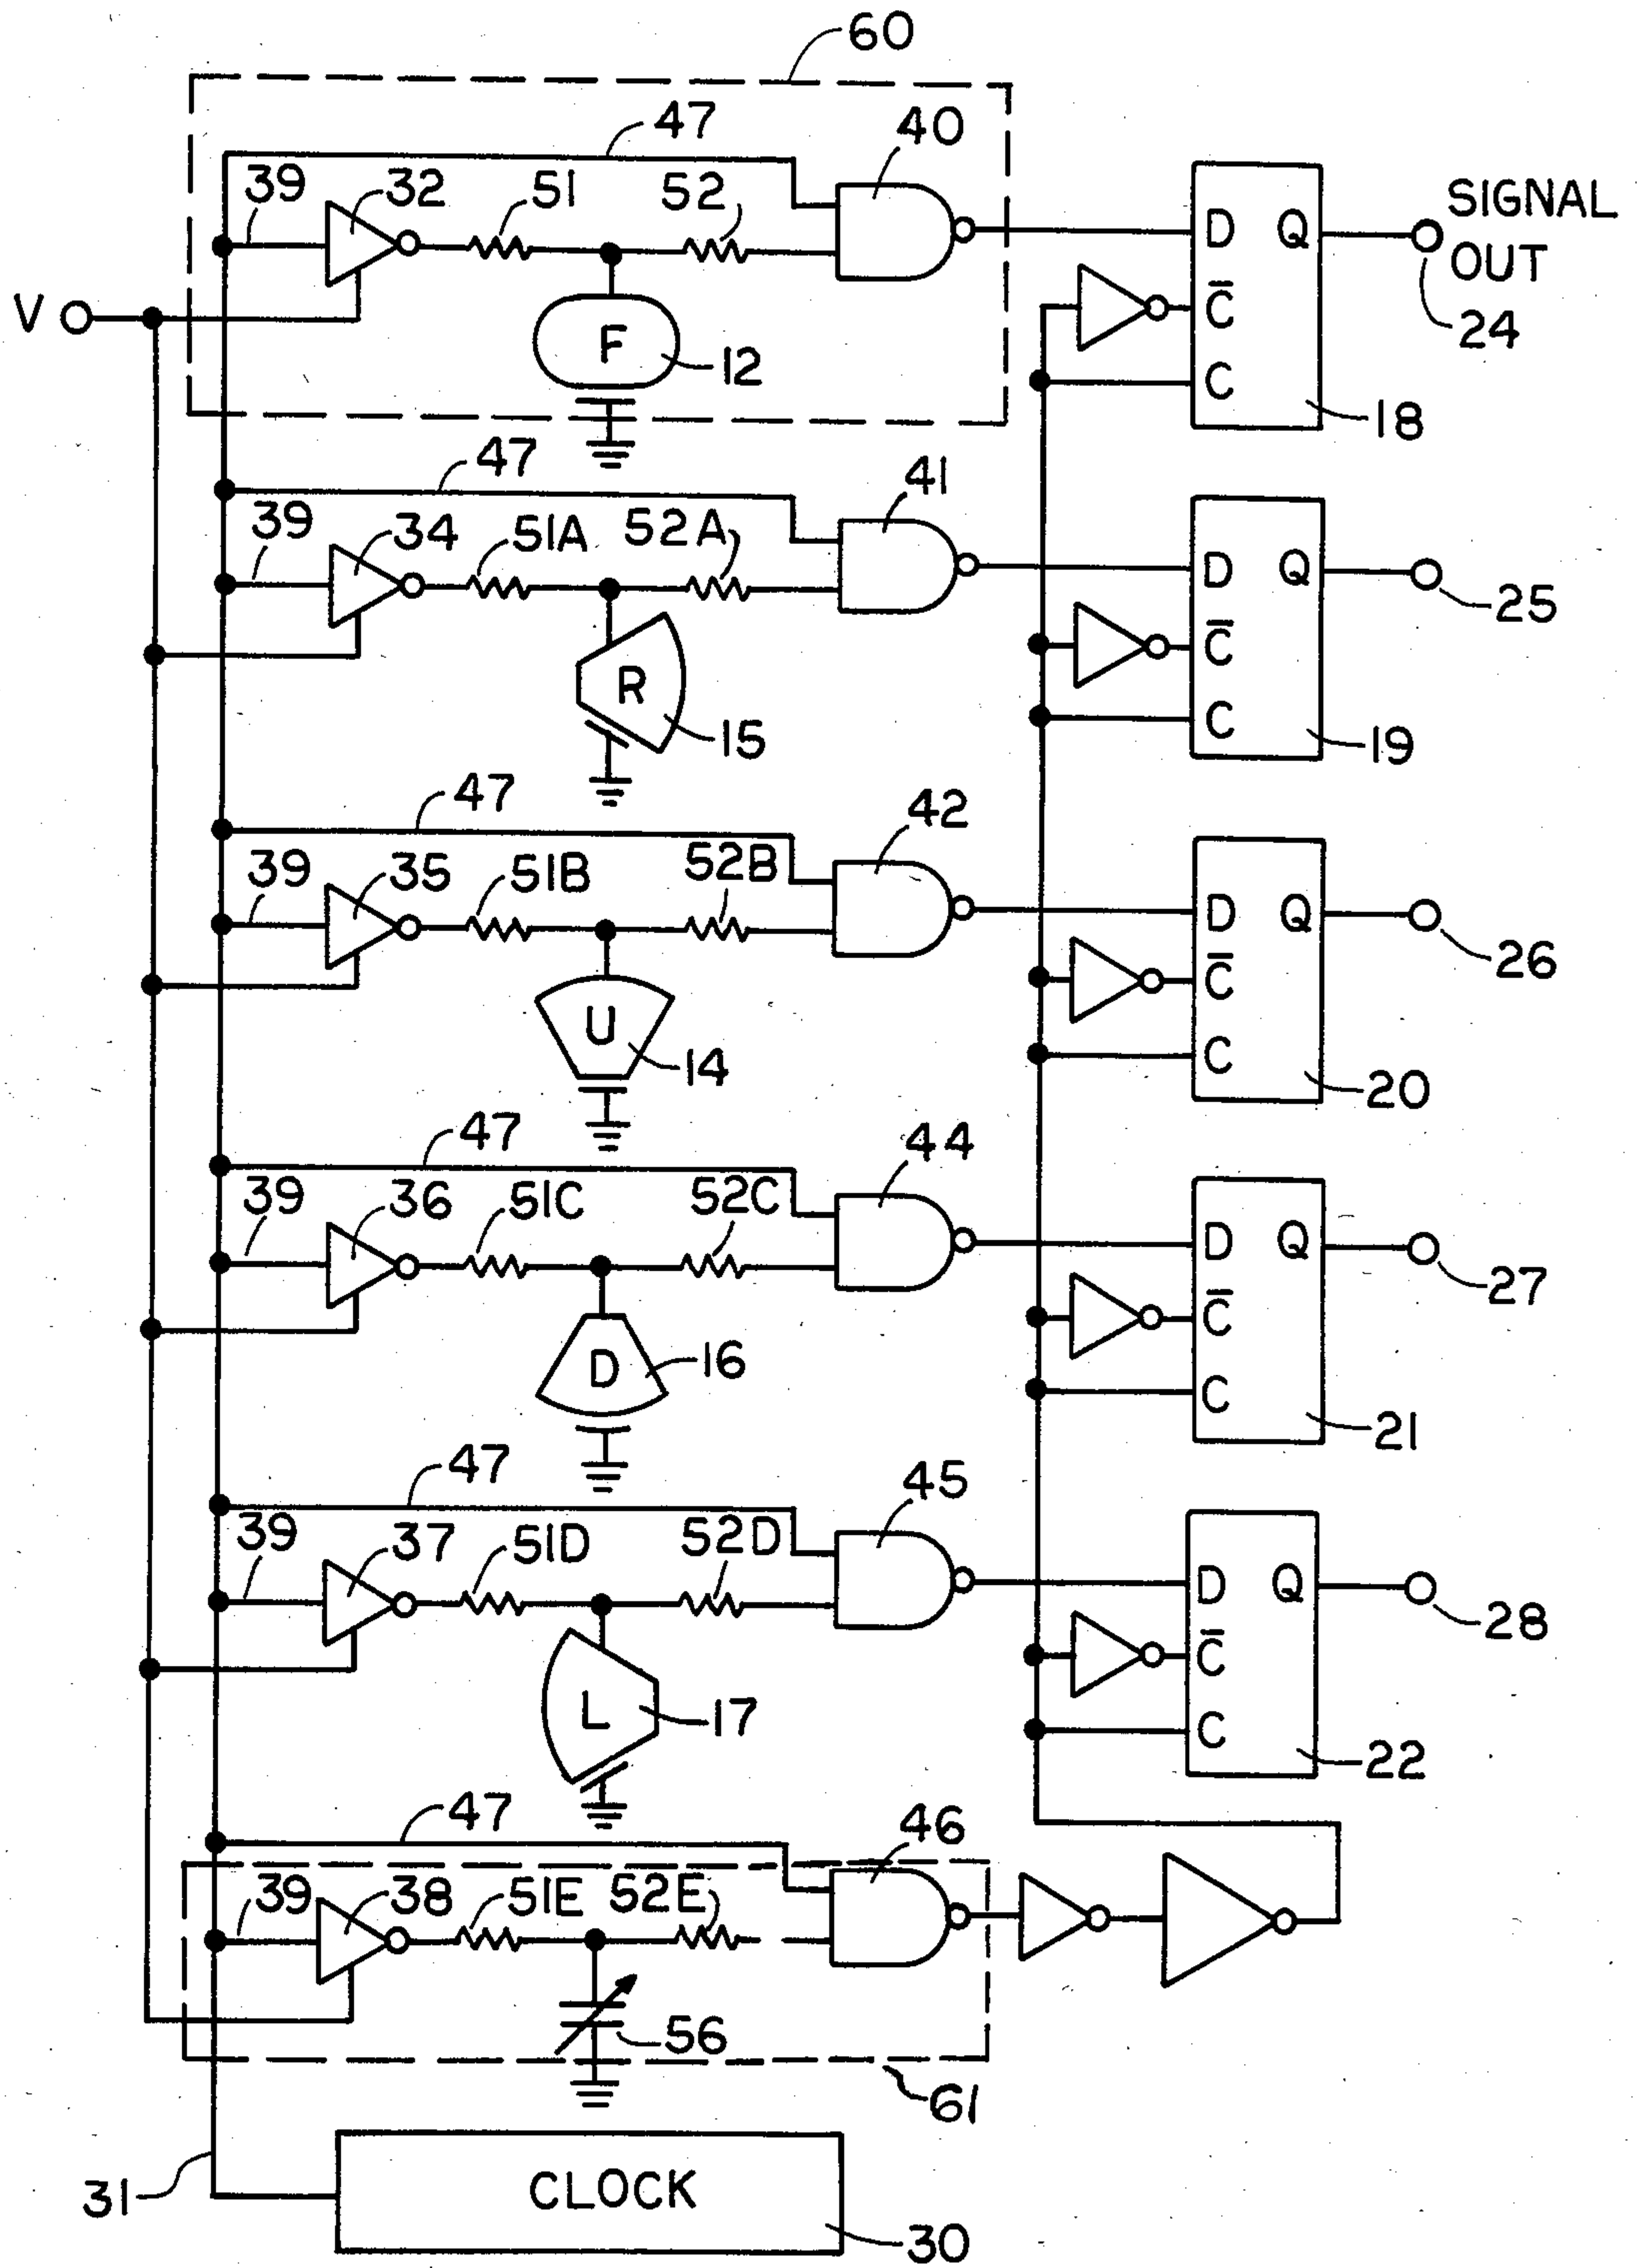 60
47
40
39
32
51
52
D Q
SIGNAL
OUT
C̅
24
V
F
12
C
18
47
41
39
34
51A
52A
D Q
25
C̅
R
15
C
19
47
42
39
35
51B
52B
D Q
26
C̅
U
14
C
20
47
44
39
36
51C
52C
D Q
27
C̅
D
16
C
21
47
45
39
37
51D
52D
D Q
28
C̅
L
17
C
22
47
46
39
38
51E
52E
56
61
31
CLOCK
30